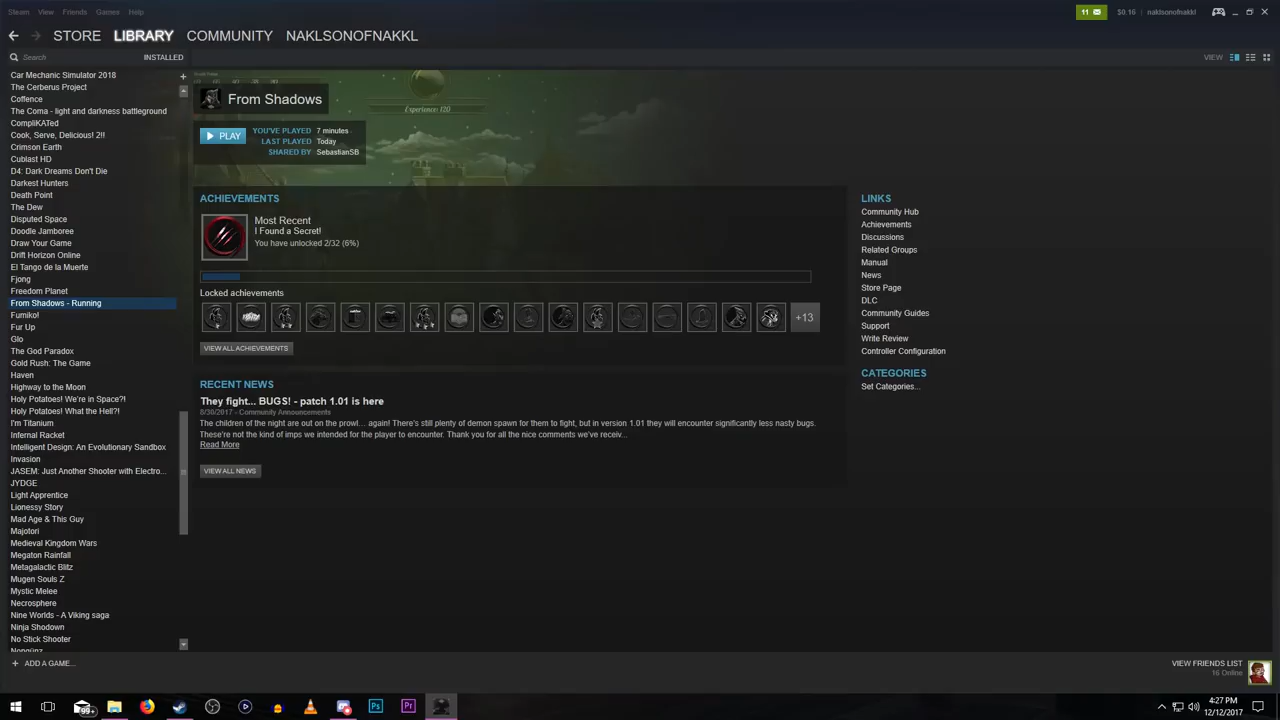 Steam View Friends Games Help
11 $0.16 naklsonofnakkl
STORE LIBRARY COMMUNITY NAKLSONOFNAKKL
Search INSTALLED
VIEW
Car Mechanic Simulator 2018
The Cerberus Project
Coffence
The Coma - light and darkness battleground
CompliKATed
Cook, Serve, Delicious! 2!!
Crimson Earth
Cublast HD
D4: Dark Dreams Don't Die
Darkest Hunters
Death Point
The Dew
Disputed Space
Doodle Jamboree
Draw Your Game
Drift Horizon Online
El Tango de la Muerte
Fjong
Freedom Planet
From Shadows - Running
Fumiko!
Fur Up
Glo
The God Paradox
Gold Rush: The Game
Haven
Highway to the Moon
Holy Potatoes! We're in Space?!
Holy Potatoes! What the Hell?!
I'm Titanium
Infernal Racket
Intelligent Design: An Evolutionary Sandbox
Invasion
JASEM: Just Another Shooter with Electro...
JYDGE
Light Apprentice
Lionessy Story
Mad Age & This Guy
Majotori
Medieval Kingdom Wars
Megaton Rainfall
Metagalactic Blitz
Mugen Souls Z
Mystic Melee
Necrosphere
Nine Worlds - A Viking saga
Ninja Shodown
No Stick Shooter
ADD A GAME...
Experience: 120
From Shadows
PLAY
YOU'VE PLAYED 7 minutes
LAST PLAYED Today
SHARED BY SebastianSB
ACHIEVEMENTS
Most Recent
I Found a Secret!
You have unlocked 2/32 (6%)
Locked achievements
+13
VIEW ALL ACHIEVEMENTS
RECENT NEWS
They fight... BUGS! - patch 1.01 is here
8/30/2017 - Community Announcements
The children of the night are out on the prowl.... again! There's still plenty of demon spawn for them to fight, but in version 1.01 they will encounter significantly less nasty bugs.
These're not the kind of imps we intended for the player to encounter. Thank you for all the nice comments we've receiv...
Read More
VIEW ALL NEWS
LINKS
Community Hub
Achievements
Discussions
Related Groups
Manual
News
Store Page
DLC
Community Guides
Support
Write Review
Controller Configuration
CATEGORIES
Set Categories...
VIEW FRIENDS LIST
16 Online
99+
Ps
Pr
4:27 PM
12/12/2017